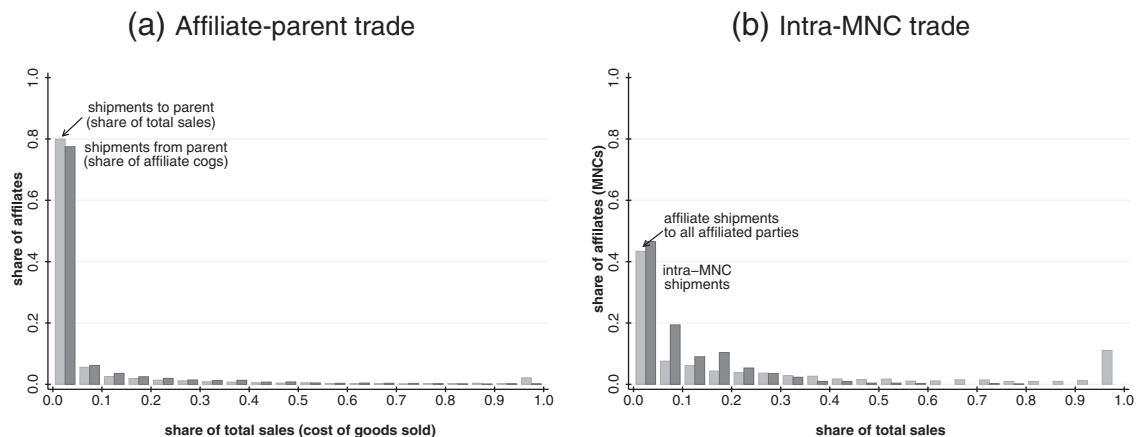 (a) Affiliate-parent trade
1.0
0.8
0.6
0.4
0.2
0.0
share of affiliates
shipments to parent
(share of total sales)
shipments from parent
(share of affiliate cogs)
0.0 0.1 0.2 0.3 0.4 0.5 0.6 0.7 0.8 0.9 1.0
share of total sales (cost of goods sold)
(b) Intra-MNC trade
1.0
0.8
0.6
0.4
0.2
0.0
share of affiliates (MNCs)
affiliate shipments
to all affiliated parties
intra−MNC
shipments
0.0 0.1 0.2 0.3 0.4 0.5 0.6 0.7 0.8 0.9 1.0
share of total sales